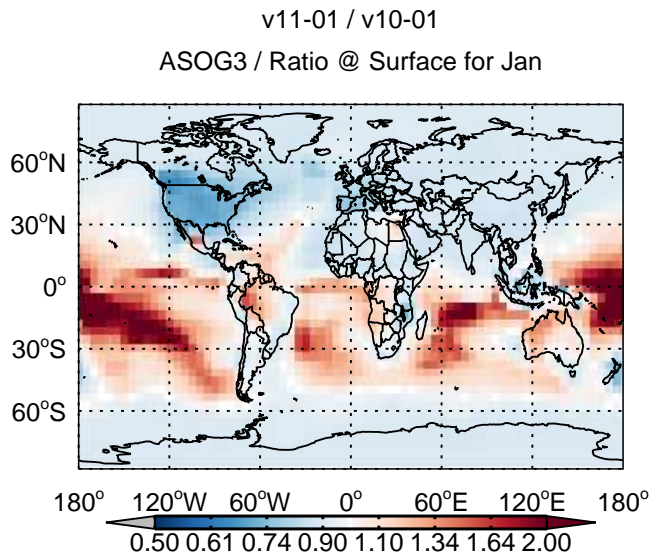 v11-01 / v10-01
ASOG3 / Ratio @ Surface for Jan
60°N
30°N
0°
30°S
60°S
180° 120°W 60°W 0° 60°E 120°E 180°
0.50 0.61 0.74 0.90 1.10 1.34 1.64 2.00